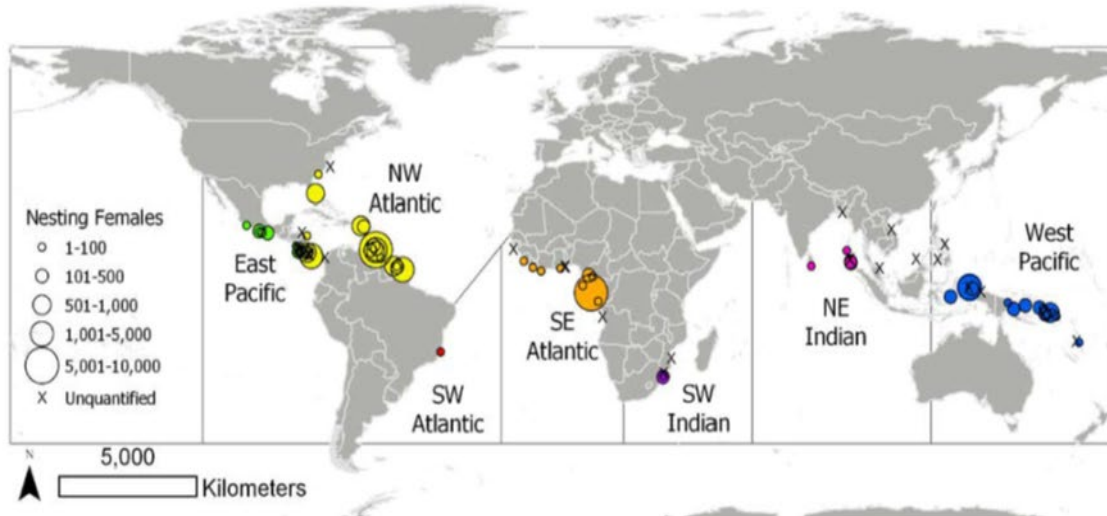 NW
Atlantic
Nesting Females
1-100
101-500
501-1,000
1,001-5,000
5,001-10,000
X Unquantified
East
Pacific
SE
Atlantic
SW
Atlantic
SW
Indian
NE
Indian
West
Pacific
N
5,000
Kilometers